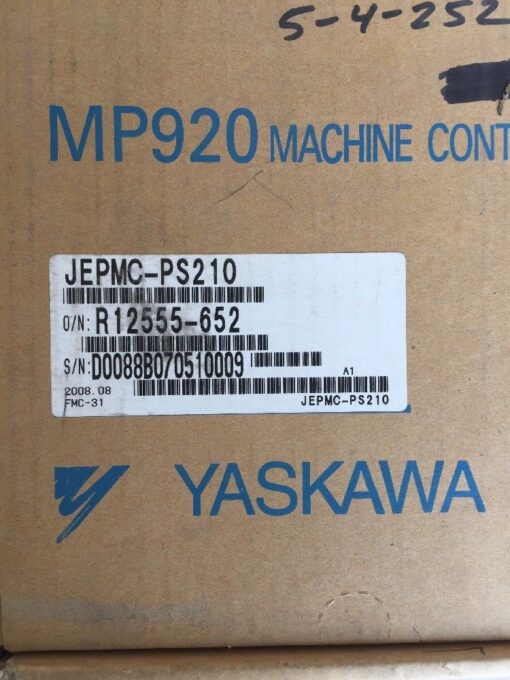 5-4-252
MP920 MACHINE CONT
JEPMC-PS210
O/N: R12555-652
S/N: D0088B070510009
A1
2008.08
FMC-31
JEPMC-PS210
YASKAWA